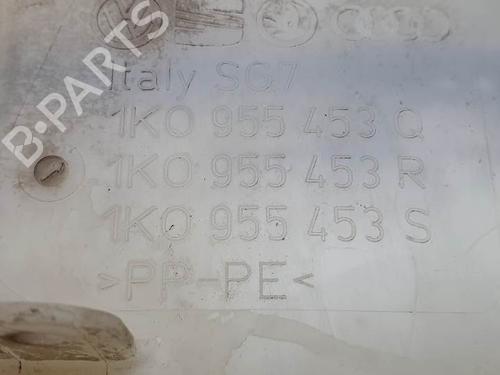 B-PARTS
Italy SG7
1K0 955 453 Q
1K0 955 453 R
1K0 955 453 S
>PP-PE<